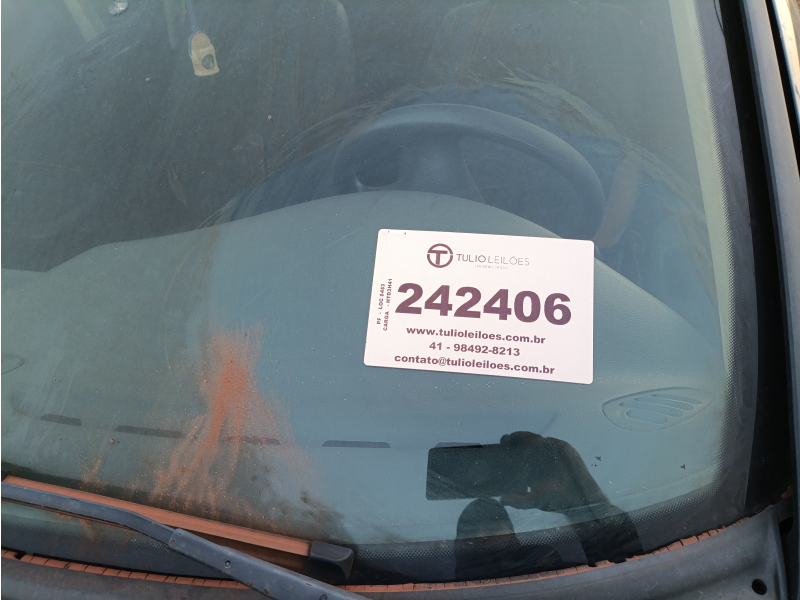 TULIO LEILÕES
242406
www.tulioleiloes.com.br
41 - 98492-8213
contato@tulioleiloes.com.br